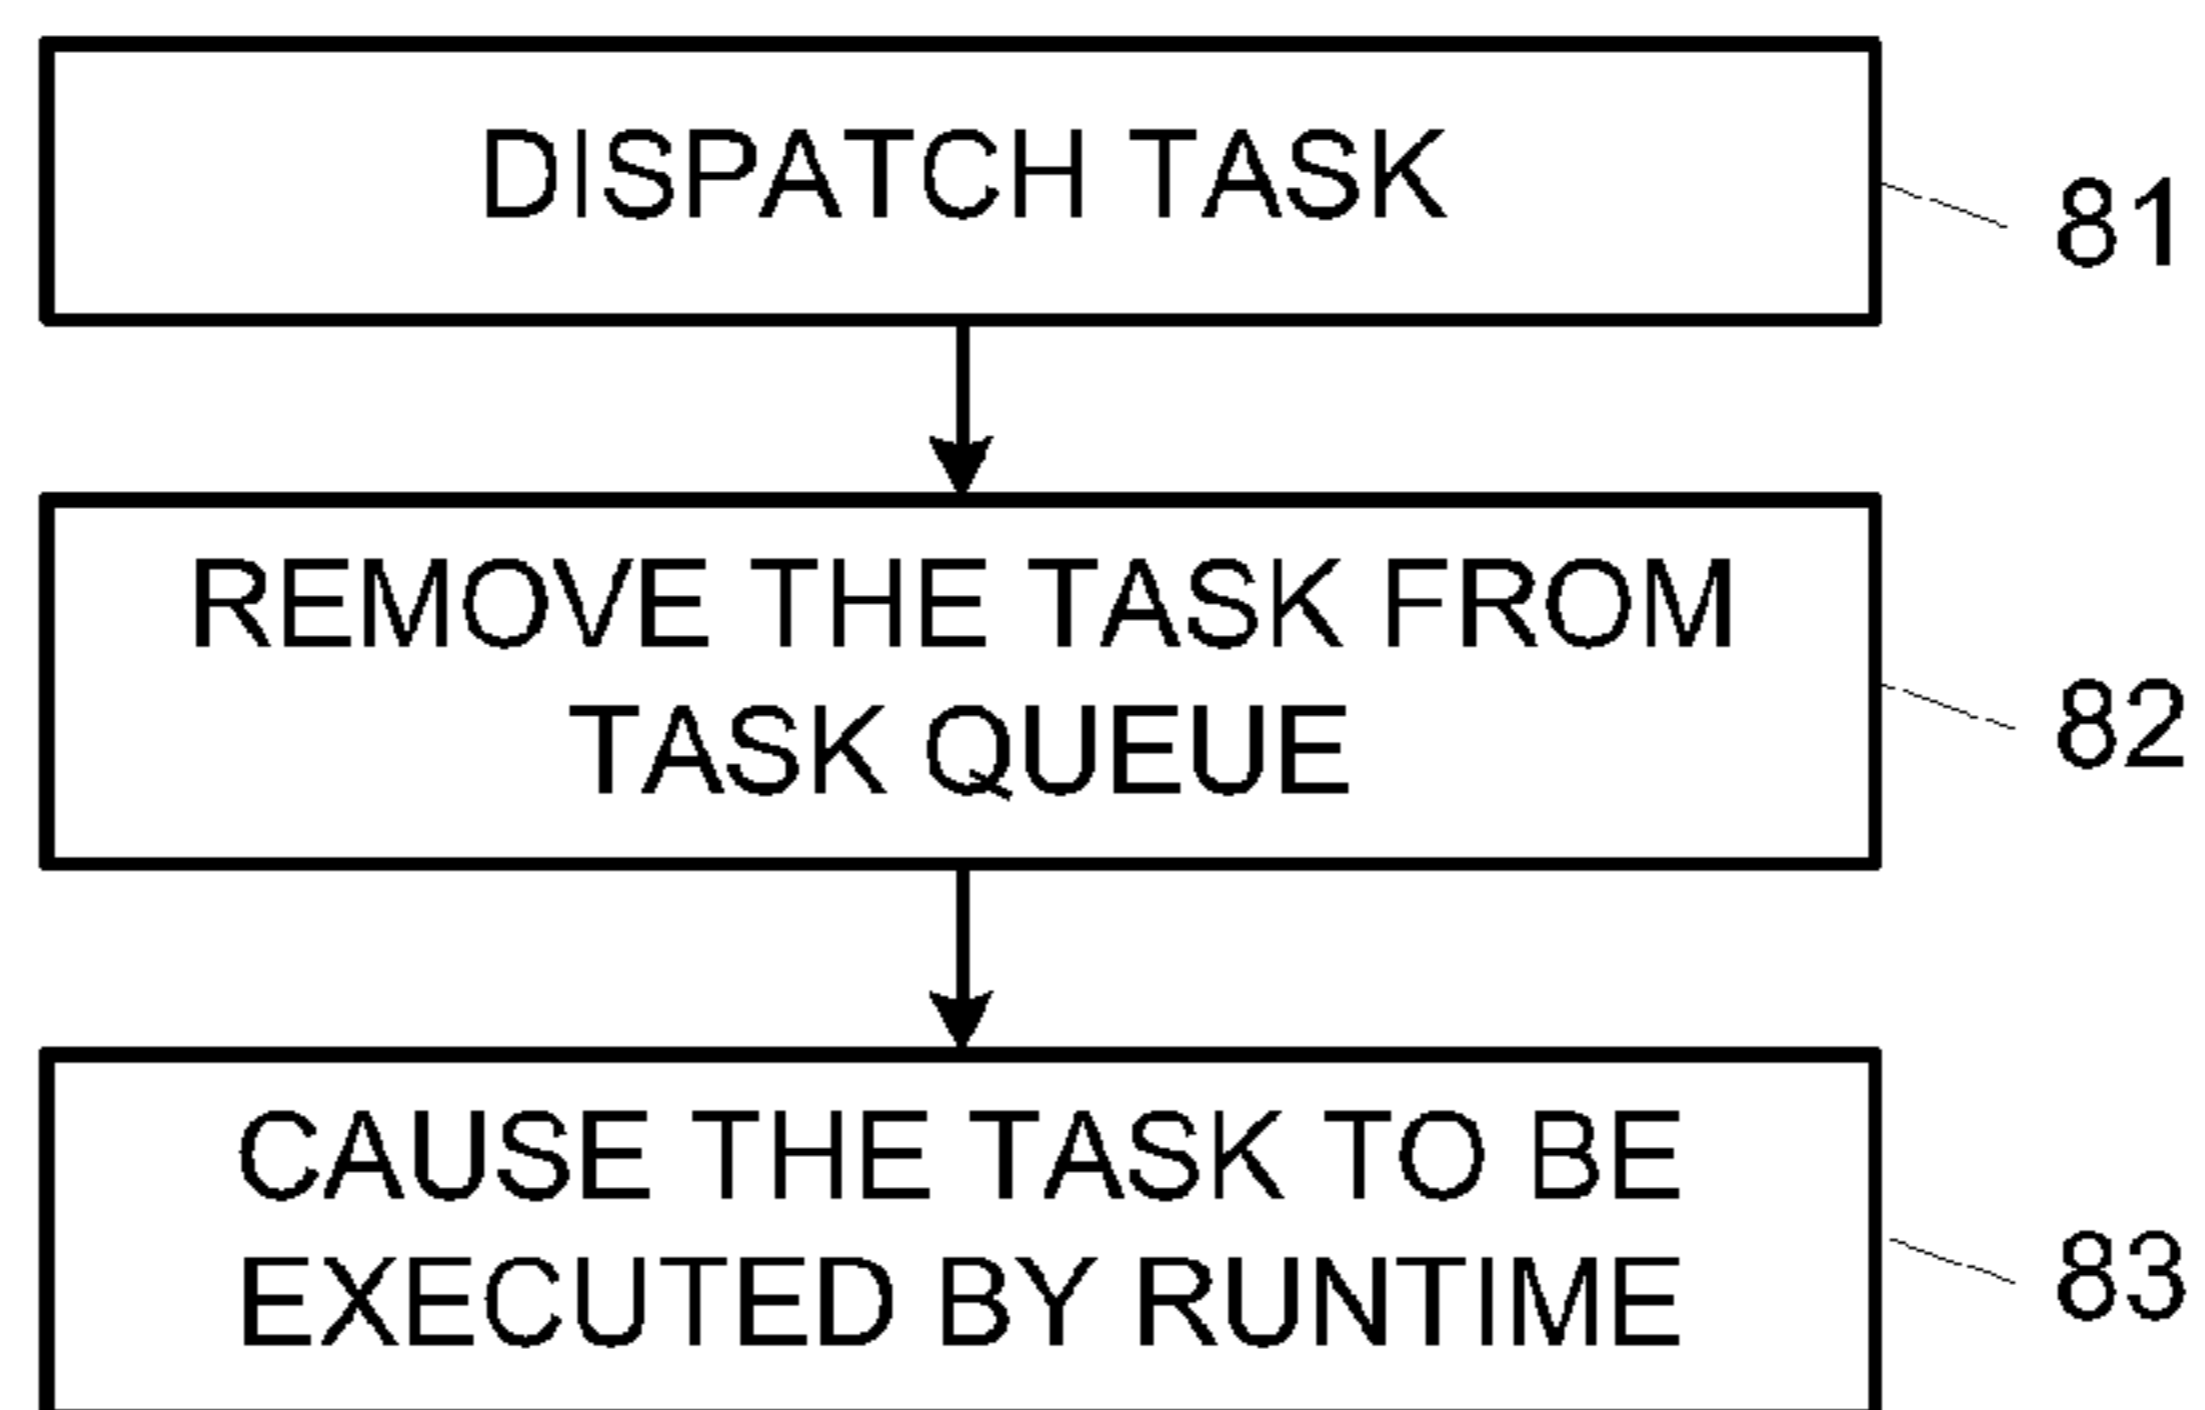 DISPATCH TASK
81
REMOVE THE TASK FROM
TASK QUEUE
82
CAUSE THE TASK TO BE
EXECUTED BY RUNTIME
83